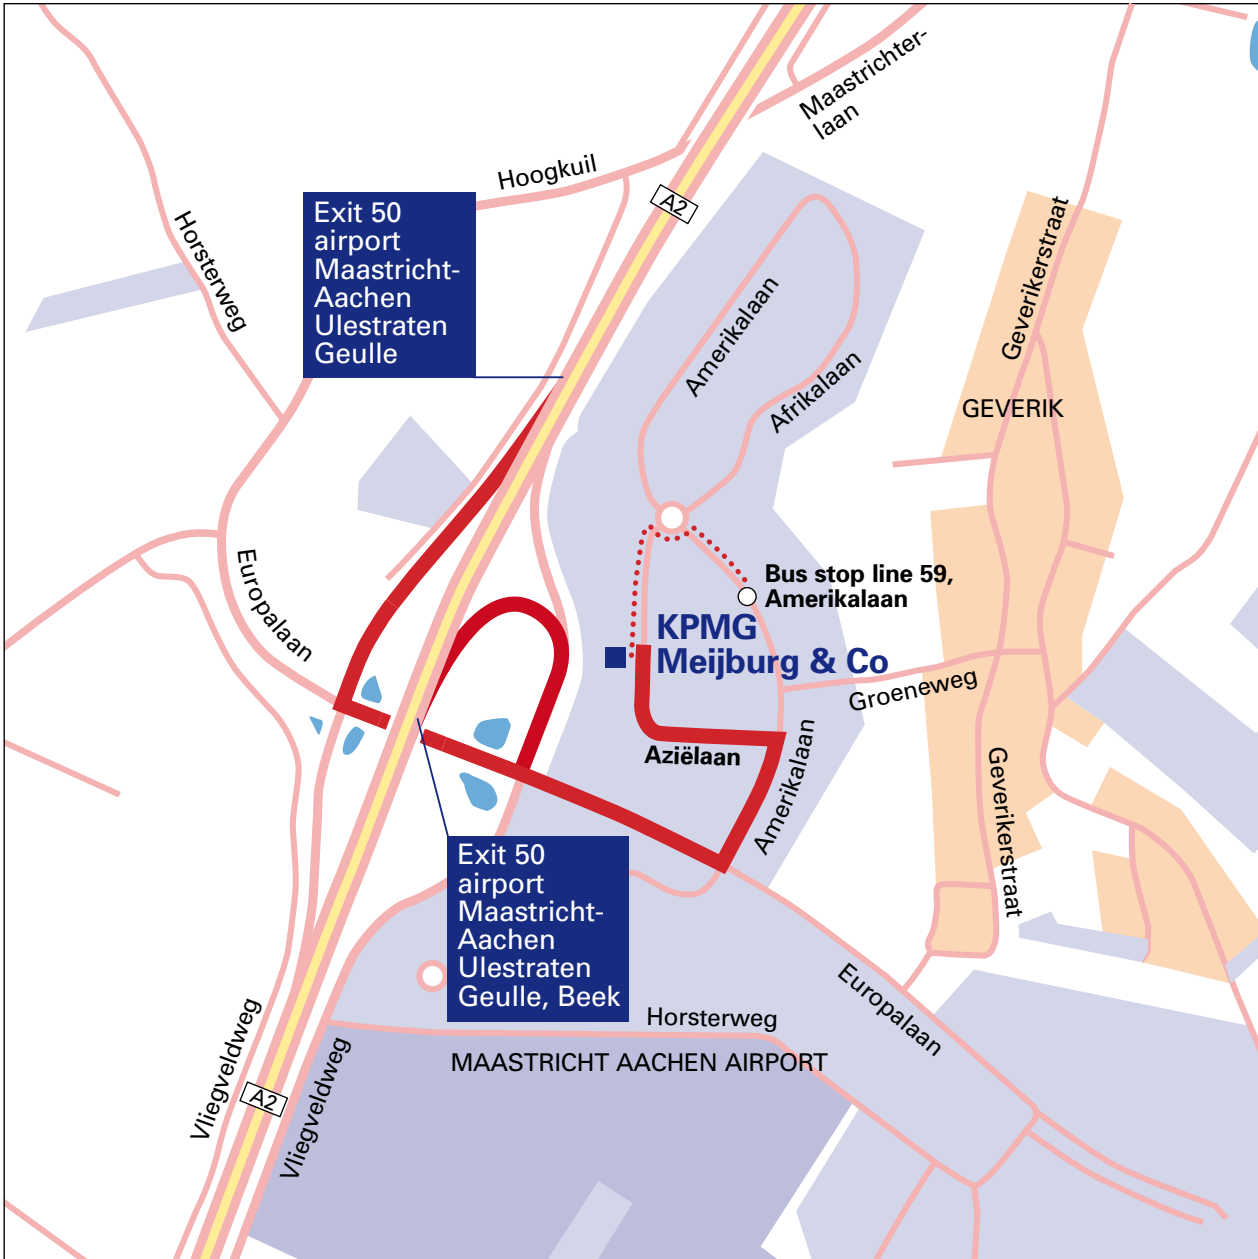 Maastrichter-
laan
Hoogkuil
A2
Exit 50
airport
Maastricht-
Aachen
Ulestraten
Geulle
Horsterweg
Geverikerstraat
Amerikalaan
Afrikalaan
GEVERIK
Europalaan
Bus stop line 59,
Amerikalaan
KPMG
Meijburg & Co
Groeneweg
Aziëlaan
Amerikalaan
Geverikerstraat
Exit 50
airport
Maastricht-
Aachen
Ulestraten
Geulle, Beek
Europalaan
Horsterweg
MAASTRICHT AACHEN AIRPORT
Vliegveldweg
A2
Vliegveldweg